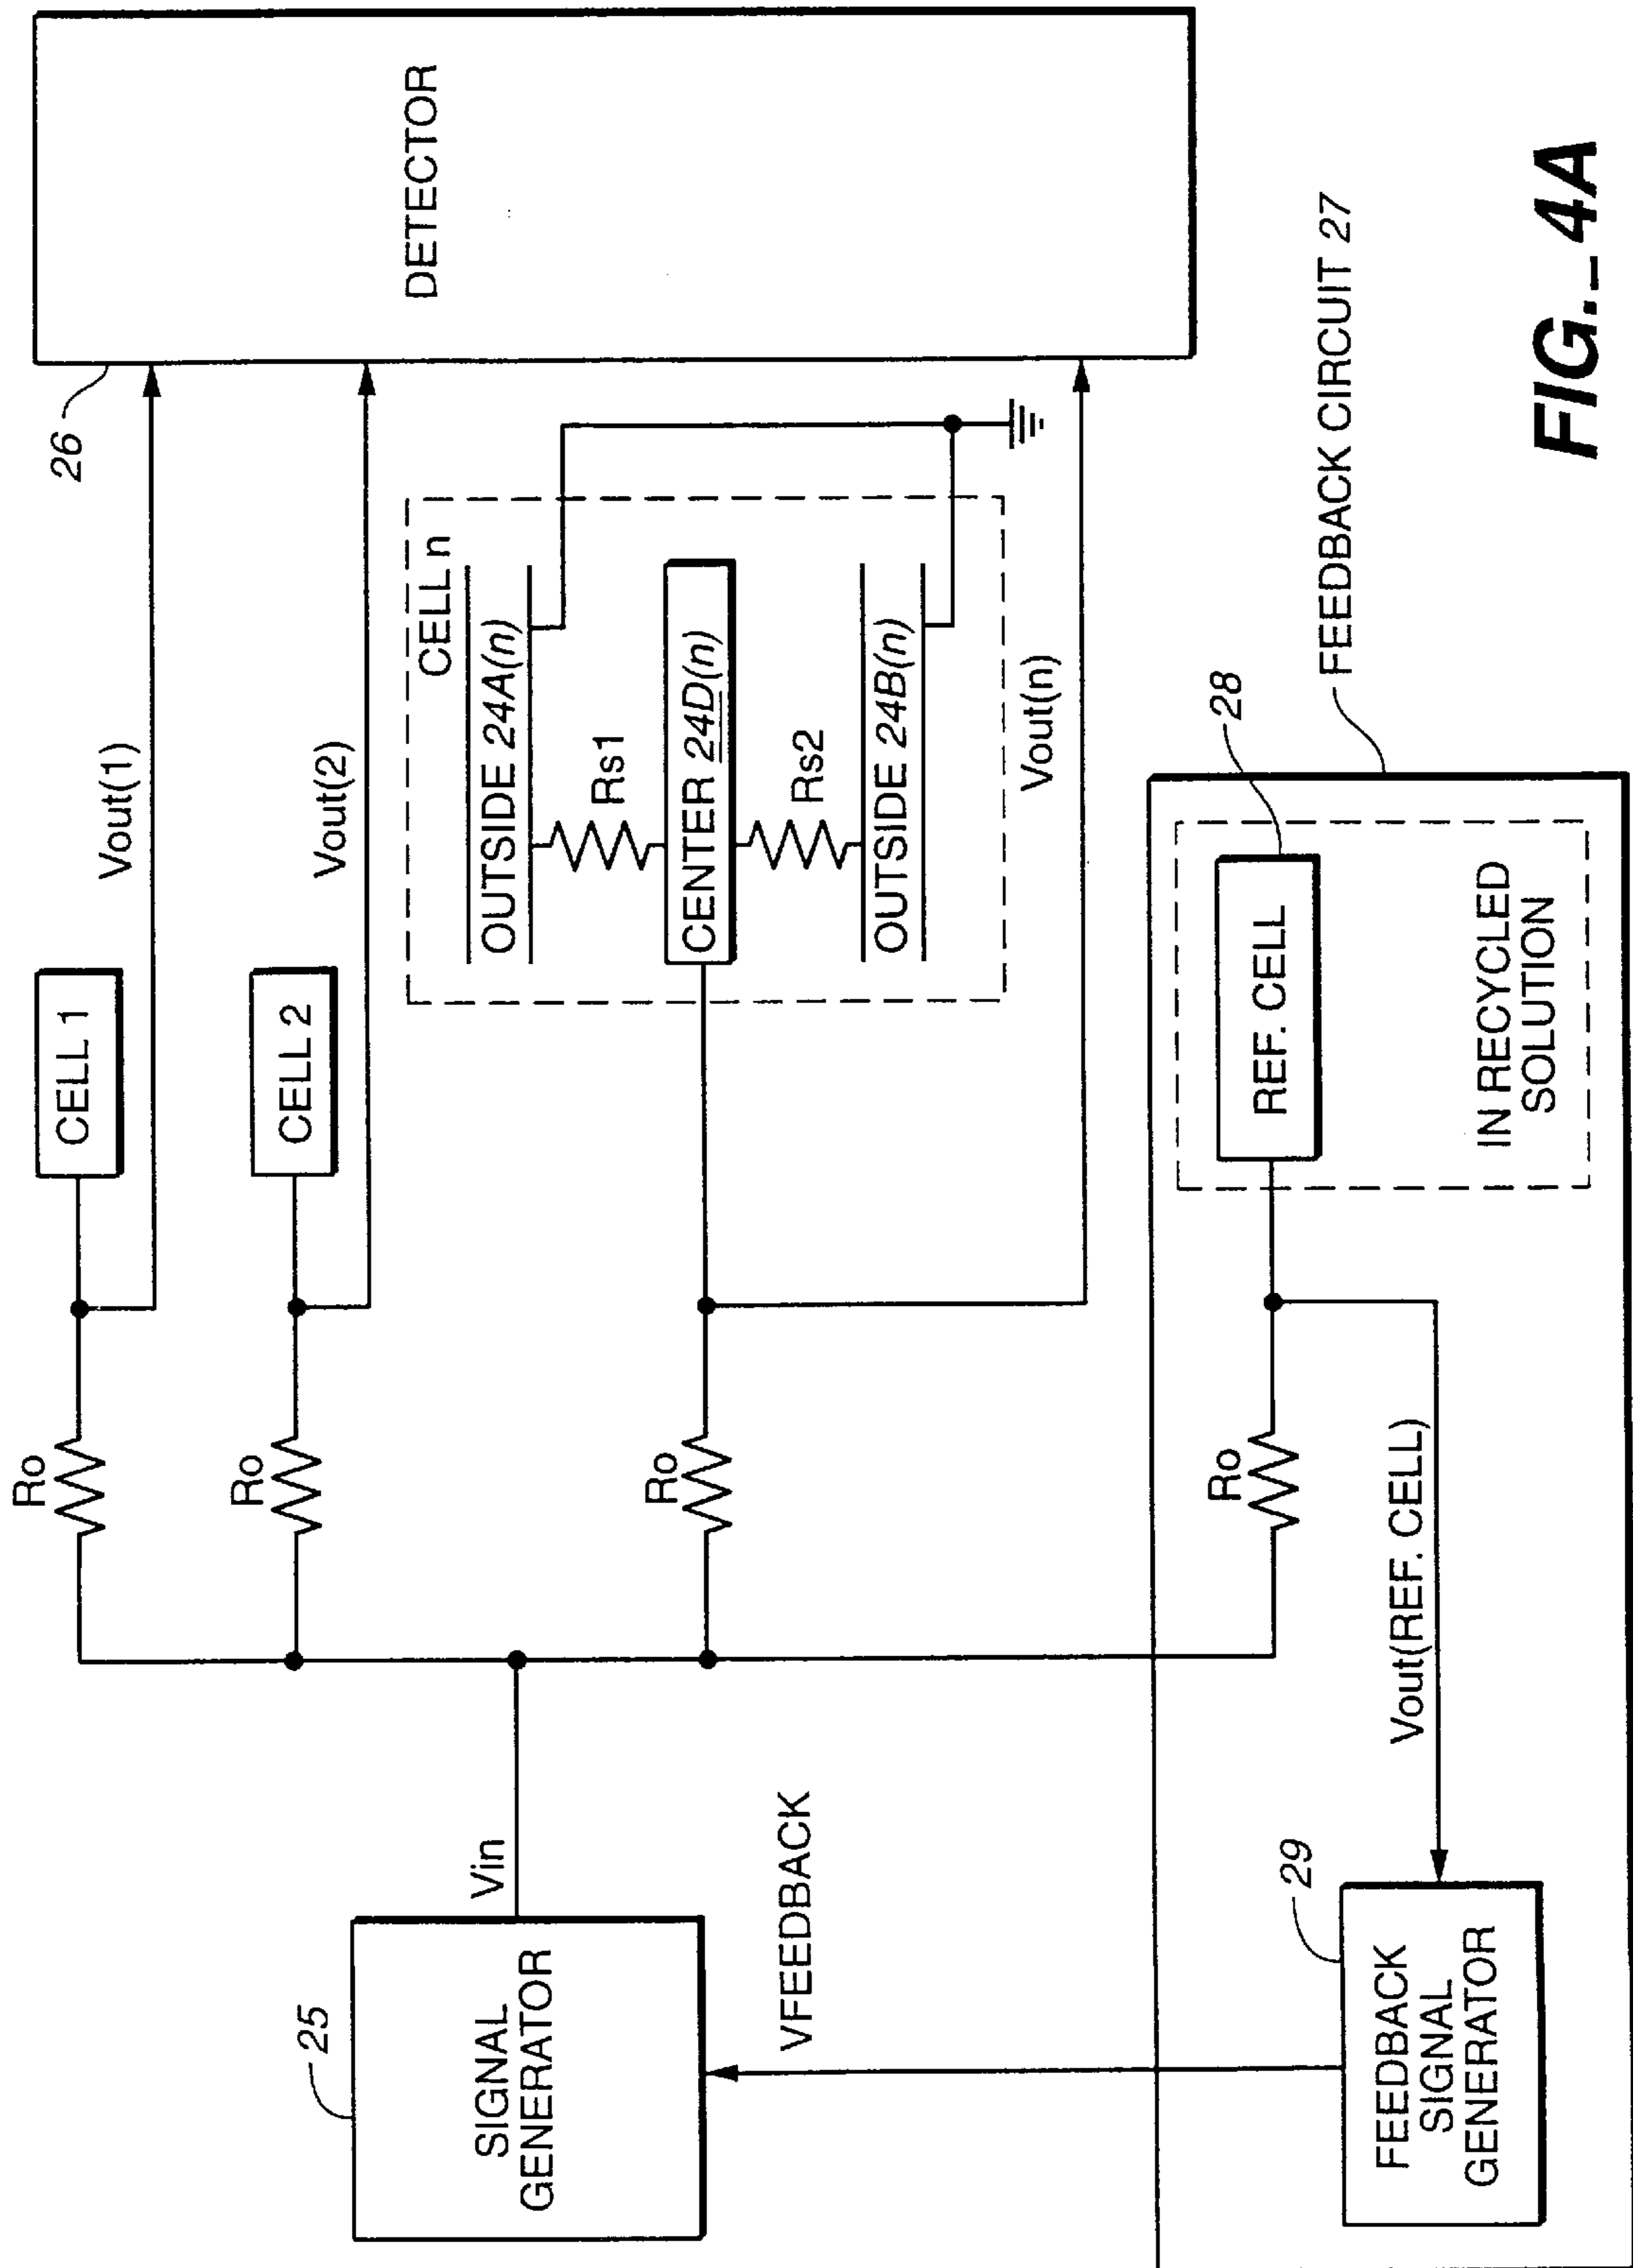 Ro
CELL 1
Vout(1)
26
DETECTOR
Ro
CELL 2
Vout(2)
25
SIGNAL
GENERATOR
Vin
Ro
CELL n
OUTSIDE 24A(n)
Rs1
CENTER 24D(n)
Rs2
OUTSIDE 24B(n)
Vout(n)
VFEEDBACK
29
FEEDBACK
SIGNAL
GENERATOR
Vout(REF. CELL)
Ro
REF. CELL
28
IN RECYCLED
SOLUTION
FEEDBACK CIRCUIT 27
FIG._4A